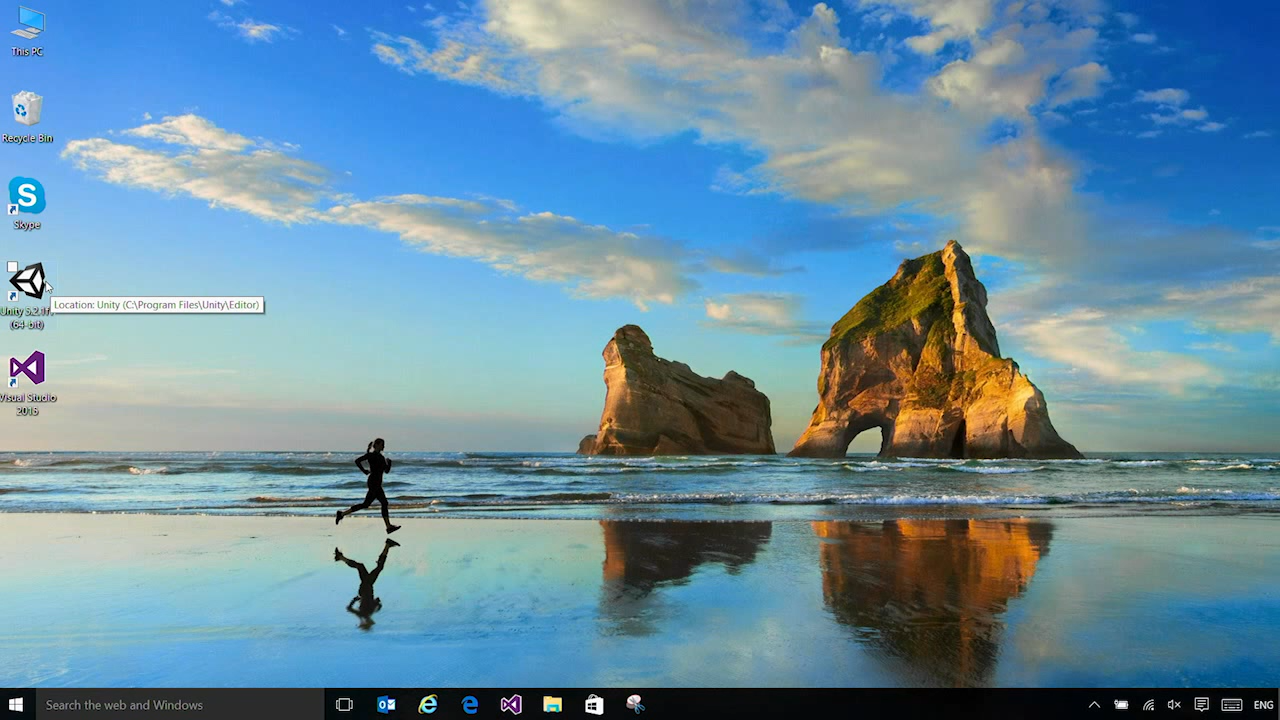 This PC
Recycle Bin
S
Skype
Location: Unity (C:\Program Files\Unity\Editor)
Unity 5.2.1f
(64-bit)
Visual Studio
2015
Search the web and Windows
ENG